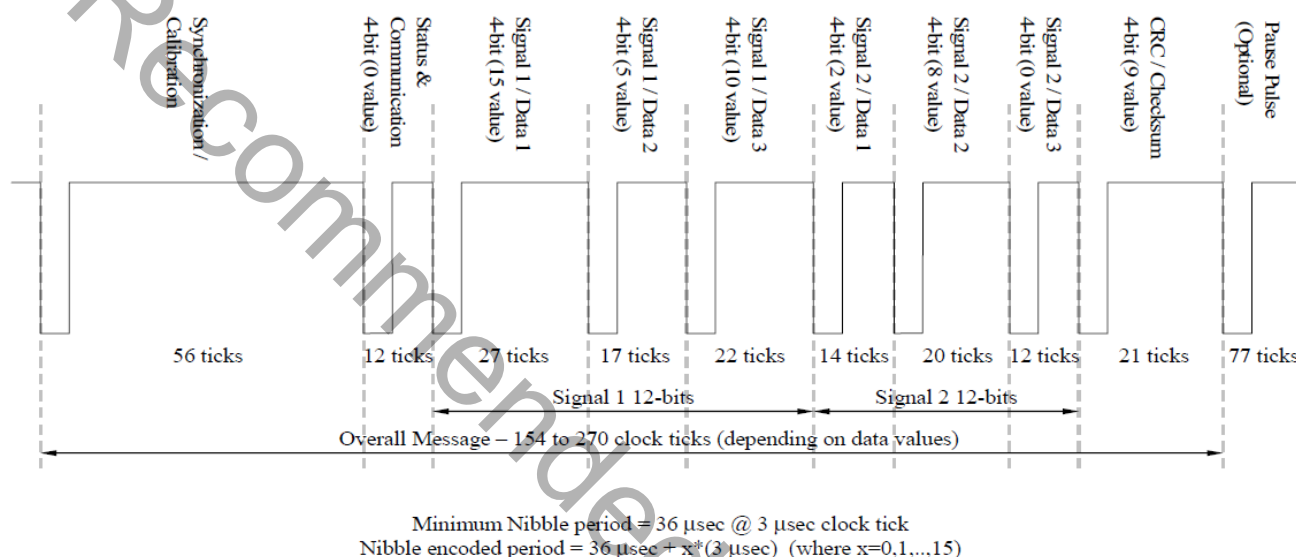 Synchronization /
Calibration
Status &
Communication
4-bit (0 value)
Signal 1 / Data 1
4-bit (15 value)
Signal 1 / Data 2
4-bit (5 value)
Signal 1 / Data 3
4-bit (10 value)
Signal 2 / Data 1
4-bit (2 value)
Signal 2 / Data 2
4-bit (8 value)
Signal 2 / Data 3
4-bit (0 value)
CRC / Checksum
4-bit (9 value)
Pause Pulse
(Optional)
56 ticks
12 ticks
27 ticks
17 ticks
22 ticks
14 ticks
20 ticks
12 ticks
21 ticks
77 ticks
Signal 1 12-bits
Signal 2 12-bits
Overall Message – 154 to 270 clock ticks (depending on data values)
Minimum Nibble period = 36 μsec @ 3 μsec clock tick
Nibble encoded period = 36 μsec + x*(3 μsec) (where x=0,1,..,15)
Recommended